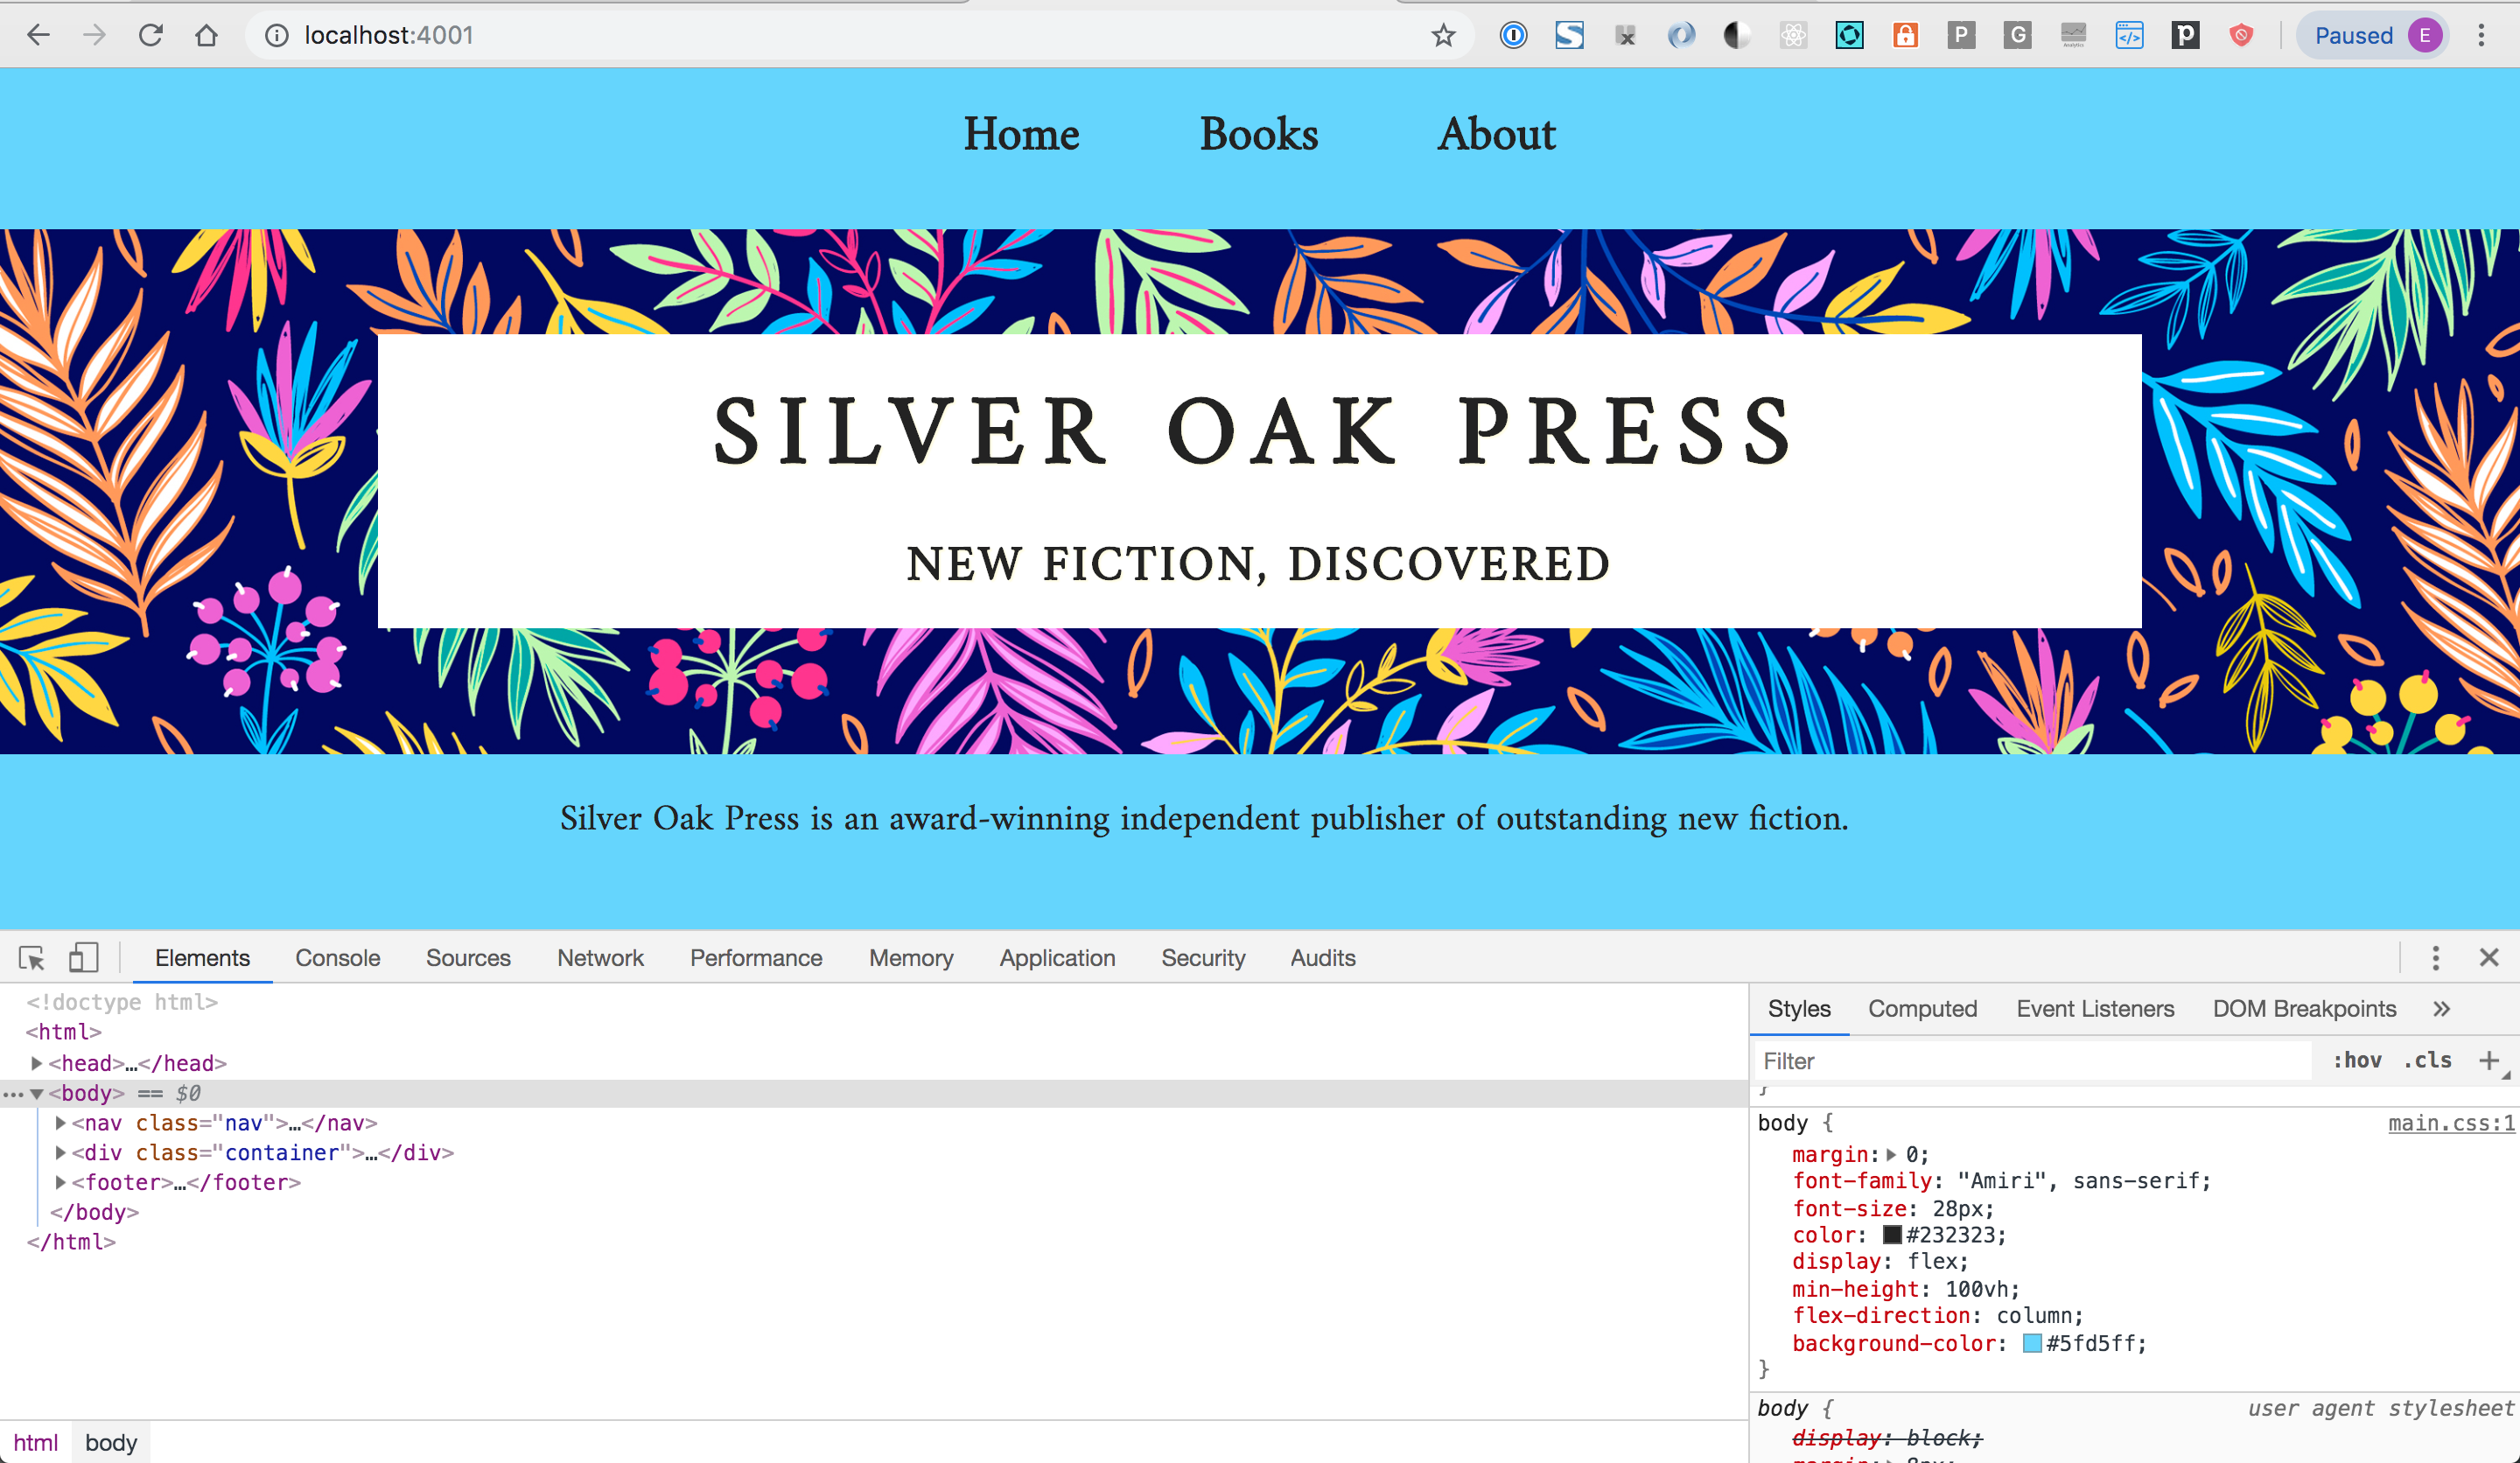 localhost:4001
Paused E
Home Books About
SILVER OAK PRESS
NEW FICTION, DISCOVERED
Silver Oak Press is an award-winning independent publisher of outstanding new fiction.
Elements Console Sources Network Performance Memory Application Security Audits
<!doctype html>
<html>
<head>…</head>
<body> == $0
<nav class="nav">…</nav>
<div class="container">…</div>
<footer>…</footer>
</body>
</html>
html body
Styles Computed Event Listeners DOM Breakpoints »
Filter :hov .cls +
}
body { main.css:1
margin: 0;
font-family: "Amiri", sans-serif;
font-size: 28px;
color: #232323;
display: flex;
min-height: 100vh;
flex-direction: column;
background-color: #5fd5ff;
}
body { user agent stylesheet
display: block;
margin: 8px;